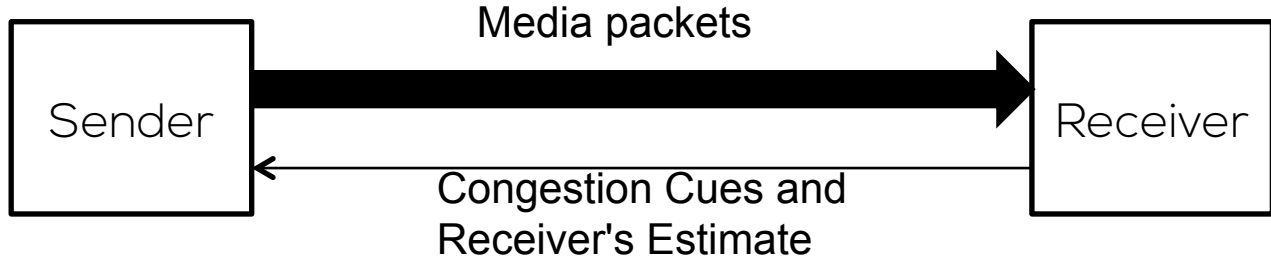 Media packets
Sender
Receiver
Congestion Cues and
Receiver's Estimate